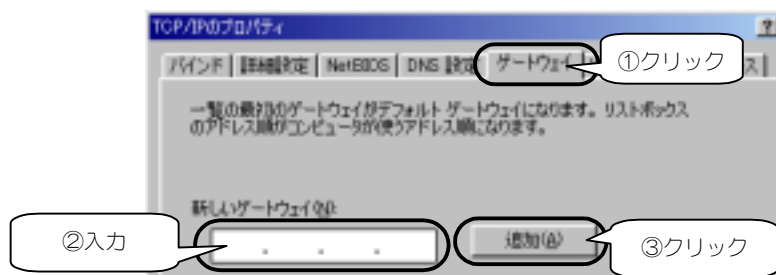 TCP/IPのプロパティ
バインド 詳細設定 NetBIOS DNS 設定 ゲートウェイ ス
①クリック
一覧の最初のゲートウェイがデフォルト ゲートウェイになります。リストボックス
のアドレス順がコンピュータが使うアドレス順になります。
新しいゲートウェイ(N):
②入力
. . .
追加(A)
③クリック